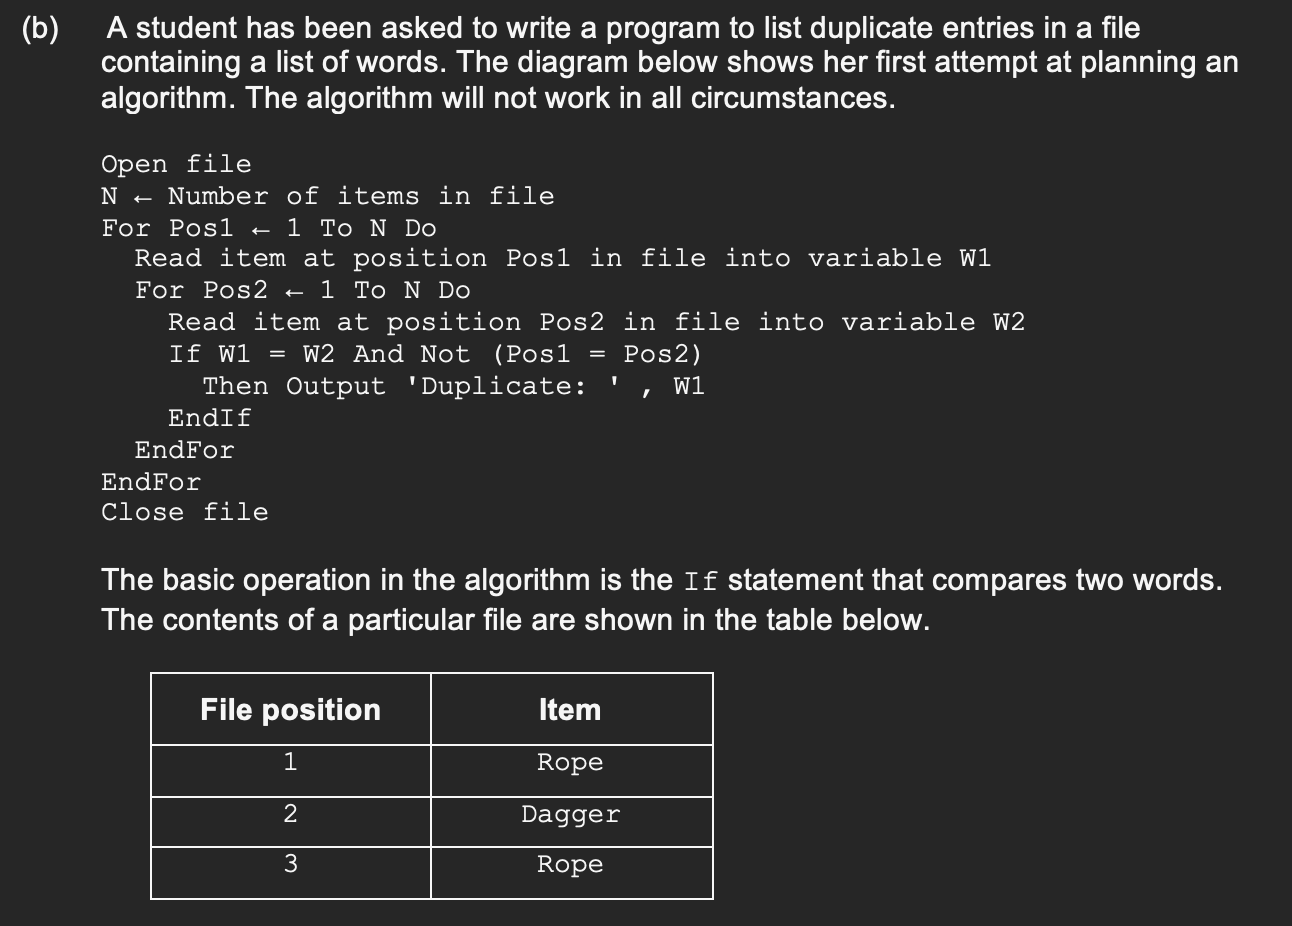 (b) A student has been asked to write a program to list duplicate entries in a file
containing a list of words. The diagram below shows her first attempt at planning an
algorithm. The algorithm will not work in all circumstances.
Open file
N ← Number of items in file
For Pos1 ← 1 To N Do
  Read item at position Pos1 in file into variable W1
  For Pos2 ← 1 To N Do
    Read item at position Pos2 in file into variable W2
    If W1 = W2 And Not (Pos1 = Pos2)
      Then Output 'Duplicate: ' , W1
    EndIf
  EndFor
EndFor
Close file
The basic operation in the algorithm is the If statement that compares two words.
The contents of a particular file are shown in the table below.
File position Item
1 Rope
2 Dagger
3 Rope